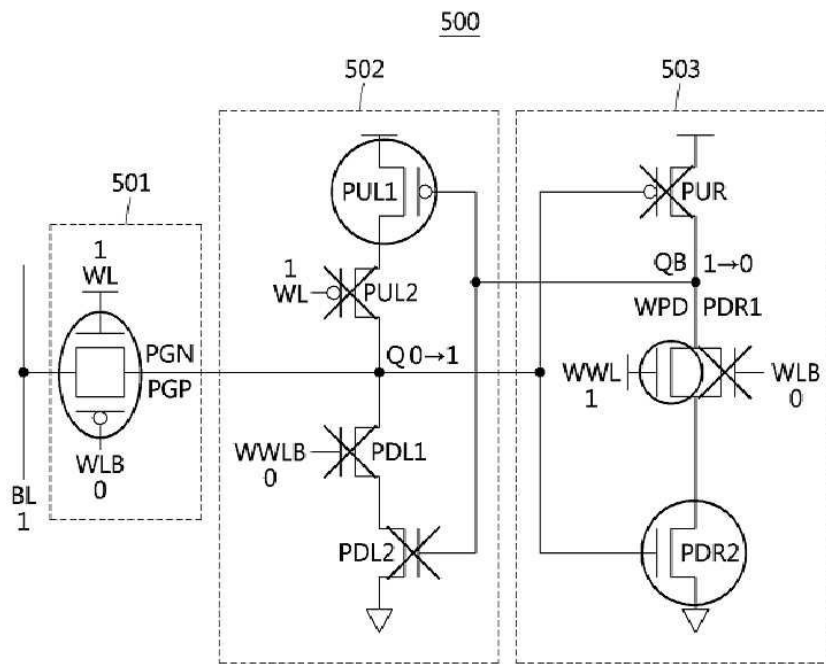 500
502
503
501
PUL1
PUR
1
WL
1
WL
PUL2
QB 1→0
WPD PDR1
PGN
PGP
Q 0→1
WWL
1
WLB
0
WLB
0
WWLB
0
PDL1
BL
1
PDL2
PDR2